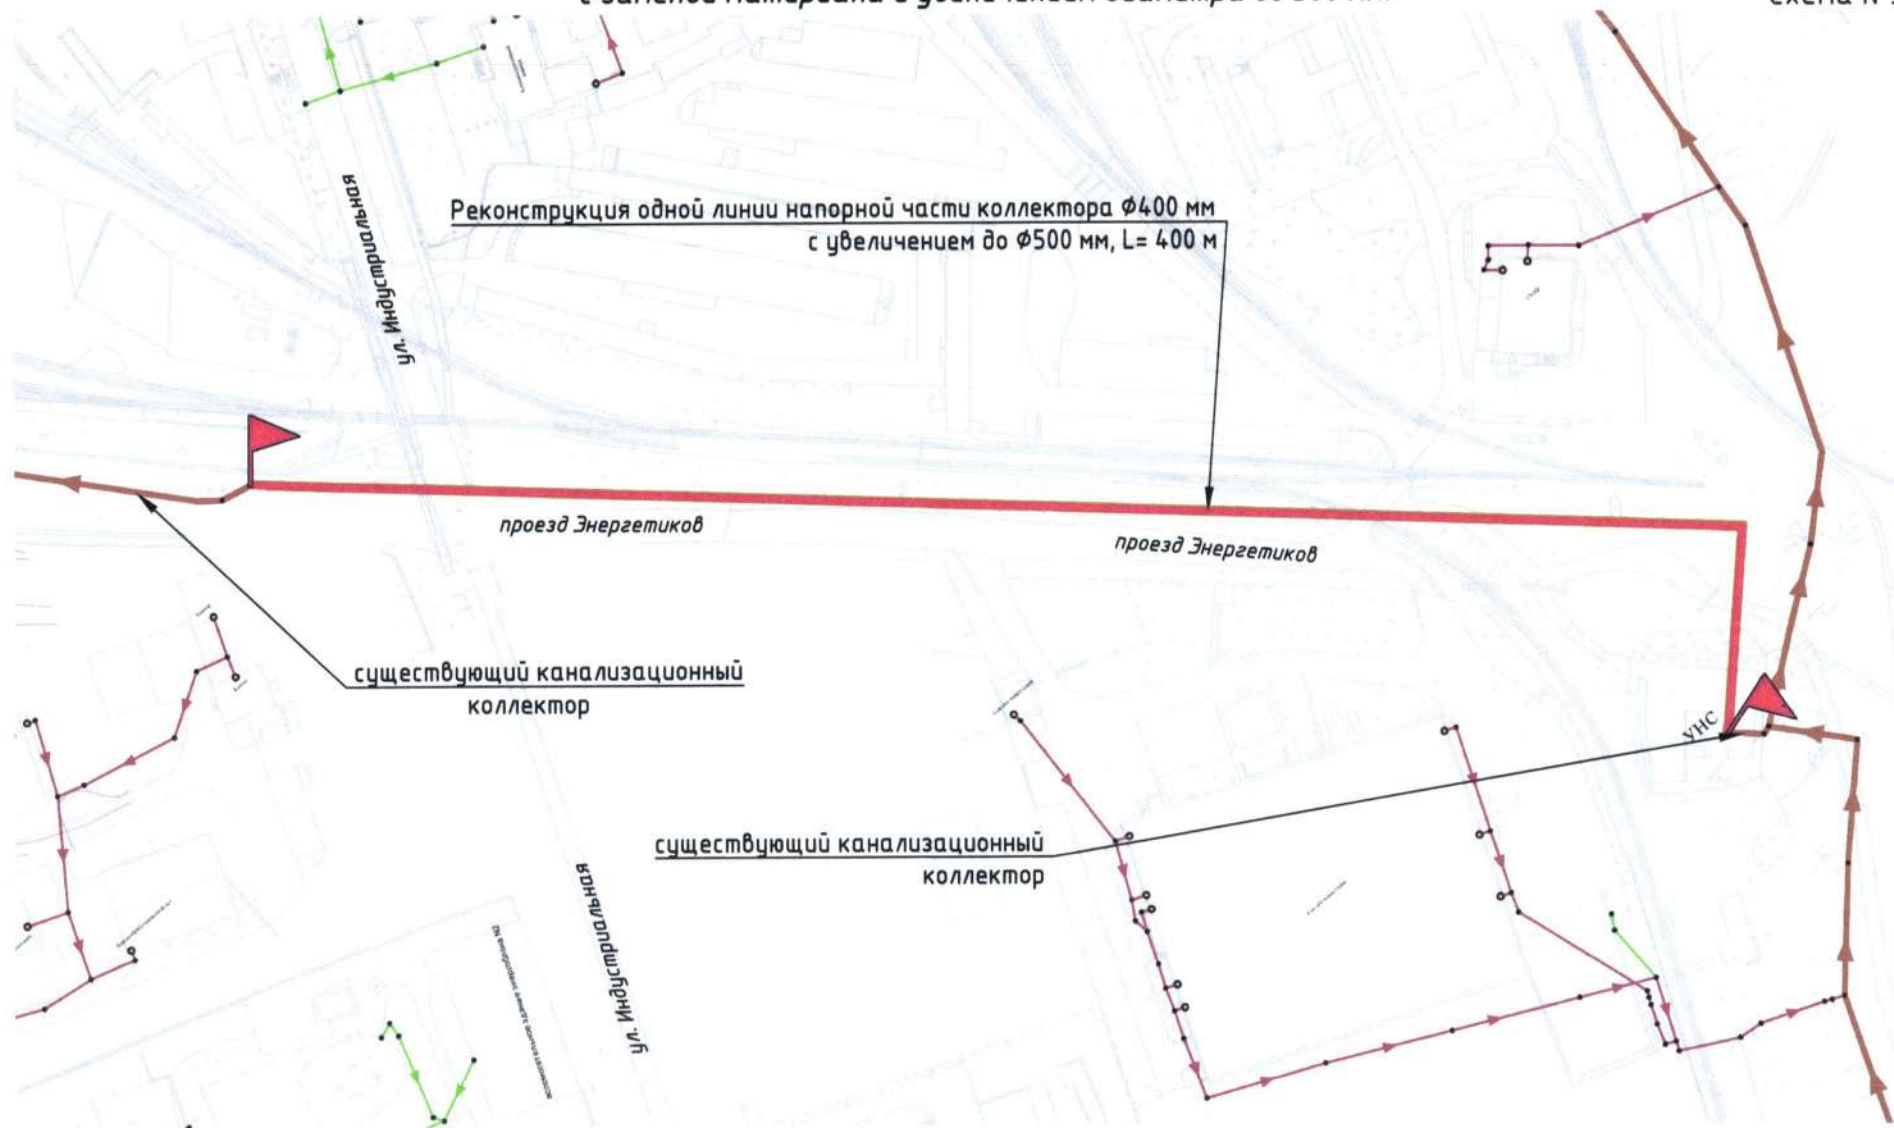 ул. Индустриальная
Реконструкция одной линии напорной части коллектора Ф400 мм
с увеличением до Ф500 мм, L= 400 м
проезд Энергетиков
проезд Энергетиков
существующий канализационный
коллектор
УНС
существующий канализационный
коллектор
ул. Индустриальная